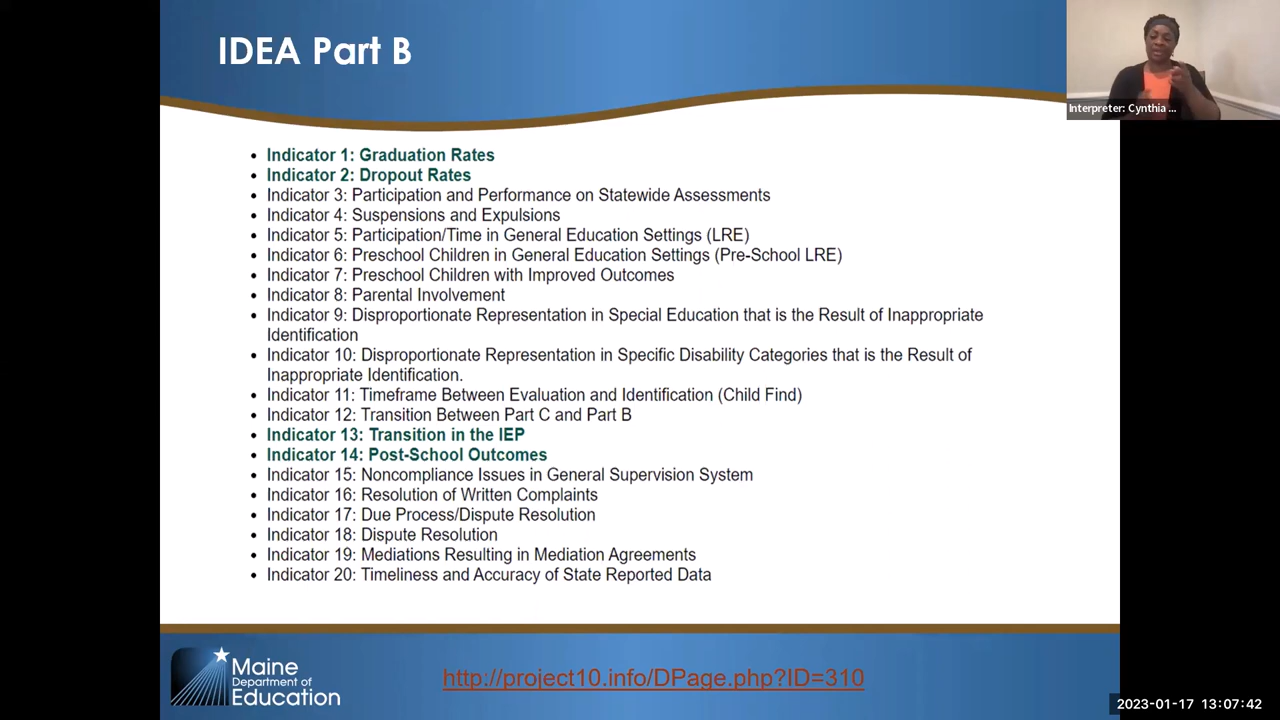 IDEA Part B
Interpreter: Cynthia ...
Indicator 1: Graduation Rates
Indicator 2: Dropout Rates
Indicator 3: Participation and Performance on Statewide Assessments
Indicator 4: Suspensions and Expulsions
Indicator 5: Participation/Time in General Education Settings (LRE)
Indicator 6: Preschool Children in General Education Settings (Pre-School LRE)
Indicator 7: Preschool Children with Improved Outcomes
Indicator 8: Parental Involvement
Indicator 9: Disproportionate Representation in Special Education that is the Result of Inappropriate
Identification
Indicator 10: Disproportionate Representation in Specific Disability Categories that is the Result of
Inappropriate Identification.
Indicator 11: Timeframe Between Evaluation and Identification (Child Find)
Indicator 12: Transition Between Part C and Part B
Indicator 13: Transition in the IEP
Indicator 14: Post-School Outcomes
Indicator 15: Noncompliance Issues in General Supervision System
Indicator 16: Resolution of Written Complaints
Indicator 17: Due Process/Dispute Resolution
Indicator 18: Dispute Resolution
Indicator 19: Mediations Resulting in Mediation Agreements
Indicator 20: Timeliness and Accuracy of State Reported Data
Maine
Department of
Education
http://project10.info/DPage.php?ID=310
2023-01-17 13:07:42